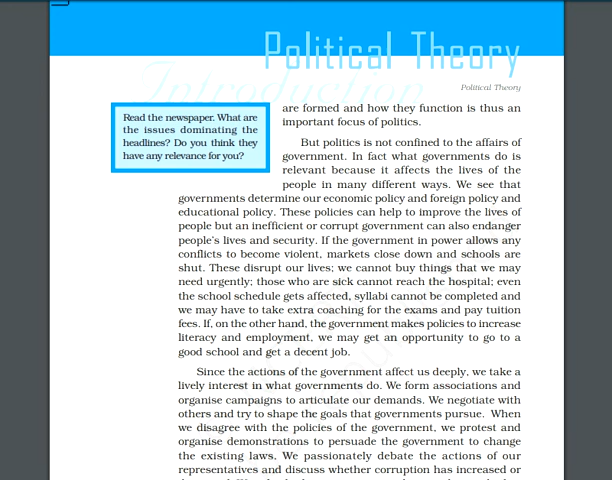 Political Theory
Introduction
Political Theory
Read the newspaper. What are
the issues dominating the
headlines? Do you think they
have any relevance for you?
are formed and how they function is thus an
important focus of politics.
But politics is not confined to the affairs of
government. In fact what governments do is
relevant because it affects the lives of the
people in many different ways. We see that
governments determine our economic policy and foreign policy and
educational policy. These policies can help to improve the lives of
people but an inefficient or corrupt government can also endanger
people's lives and security. If the government in power allows any
conflicts to become violent, markets close down and schools are
shut. These disrupt our lives; we cannot buy things that we may
need urgently; those who are sick cannot reach the hospital; even
the school schedule gets affected, syllabi cannot be completed and
we may have to take extra coaching for the exams and pay tuition
fees. If, on the other hand, the government makes policies to increase
literacy and employment, we may get an opportunity to go to a
good school and get a decent job.
Since the actions of the government affect us deeply, we take a
lively interest in what governments do. We form associations and
organise campaigns to articulate our demands. We negotiate with
others and try to shape the goals that governments pursue. When
we disagree with the policies of the government, we protest and
organise demonstrations to persuade the government to change
the existing laws. We passionately debate the actions of our
representatives and discuss whether corruption has increased or